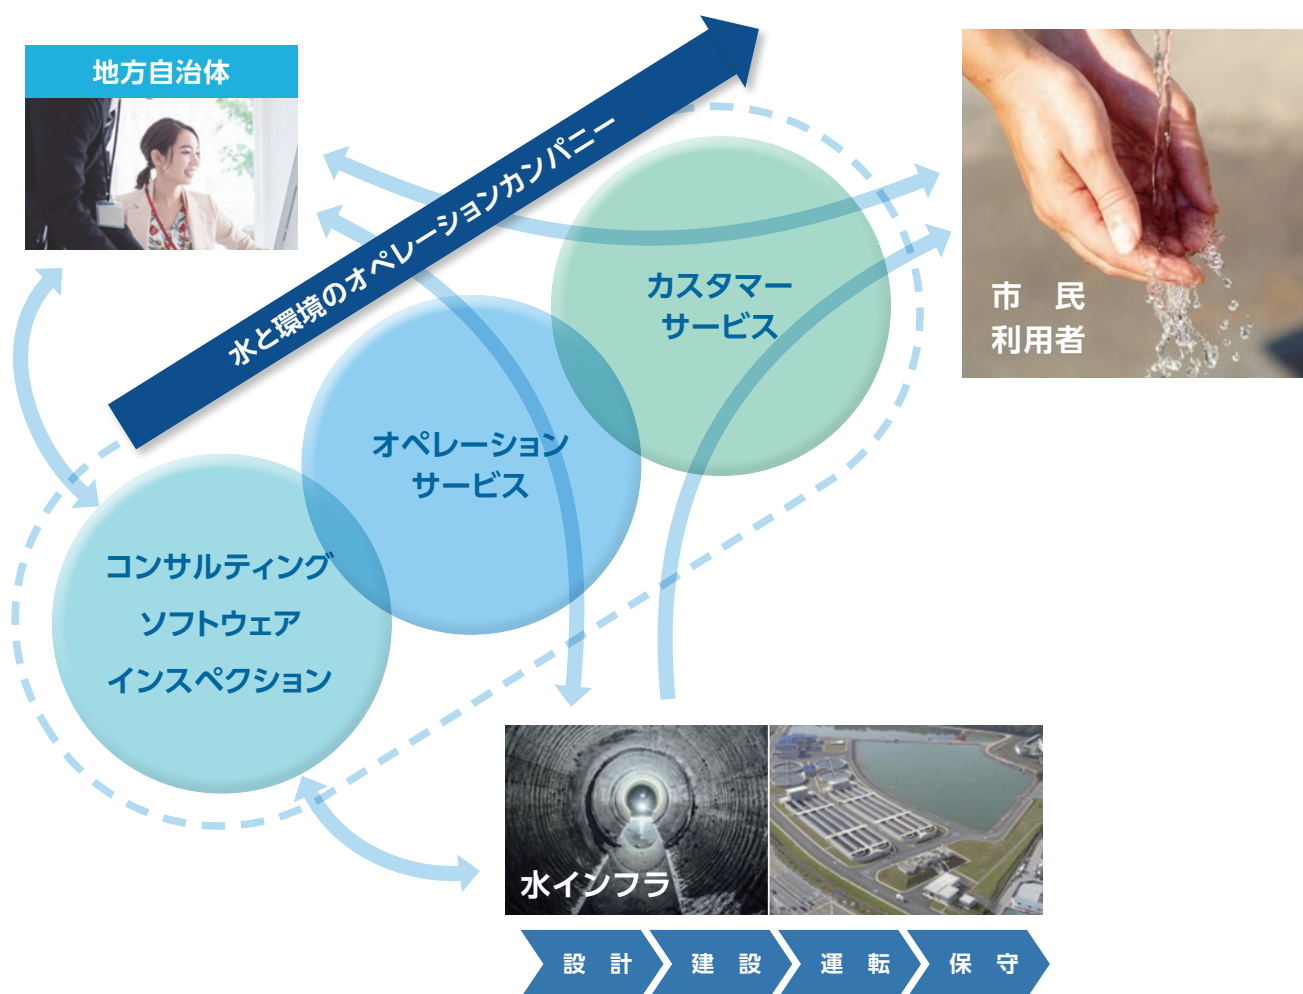 地方自治体
水と環境のオペレーションカンパニー
カスタマー
サービス
市　民
利用者
オペレーション
サービス
コンサルティング
ソフトウェア
インスペクション
水インフラ
設　計
建　設
運　転
保　守